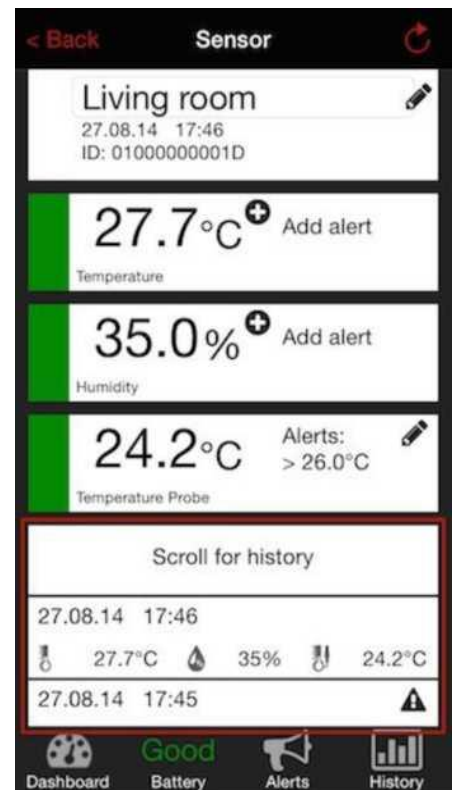 < Back Sensor
Living room
27.08.14 17:46
ID: 01000000001D
27.7°C Add alert
Temperature
35.0% Add alert
Humidity
24.2°C Alerts:
> 26.0°C
Temperature Probe
Scroll for history
27.08.14 17:46
27.7°C 35% 24.2°C
27.08.14 17:45
Good
Dashboard Battery Alerts History